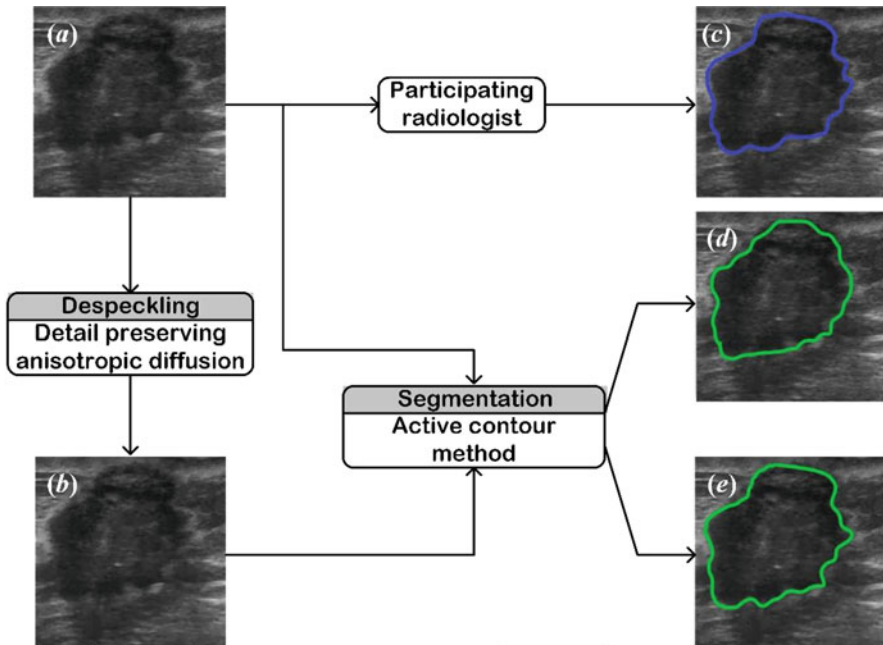 (a)
Participating
radiologist
(c)
(d)
Despeckling
Detail preserving
anisotropic diffusion
Segmentation
Active contour
method
(b)
(e)